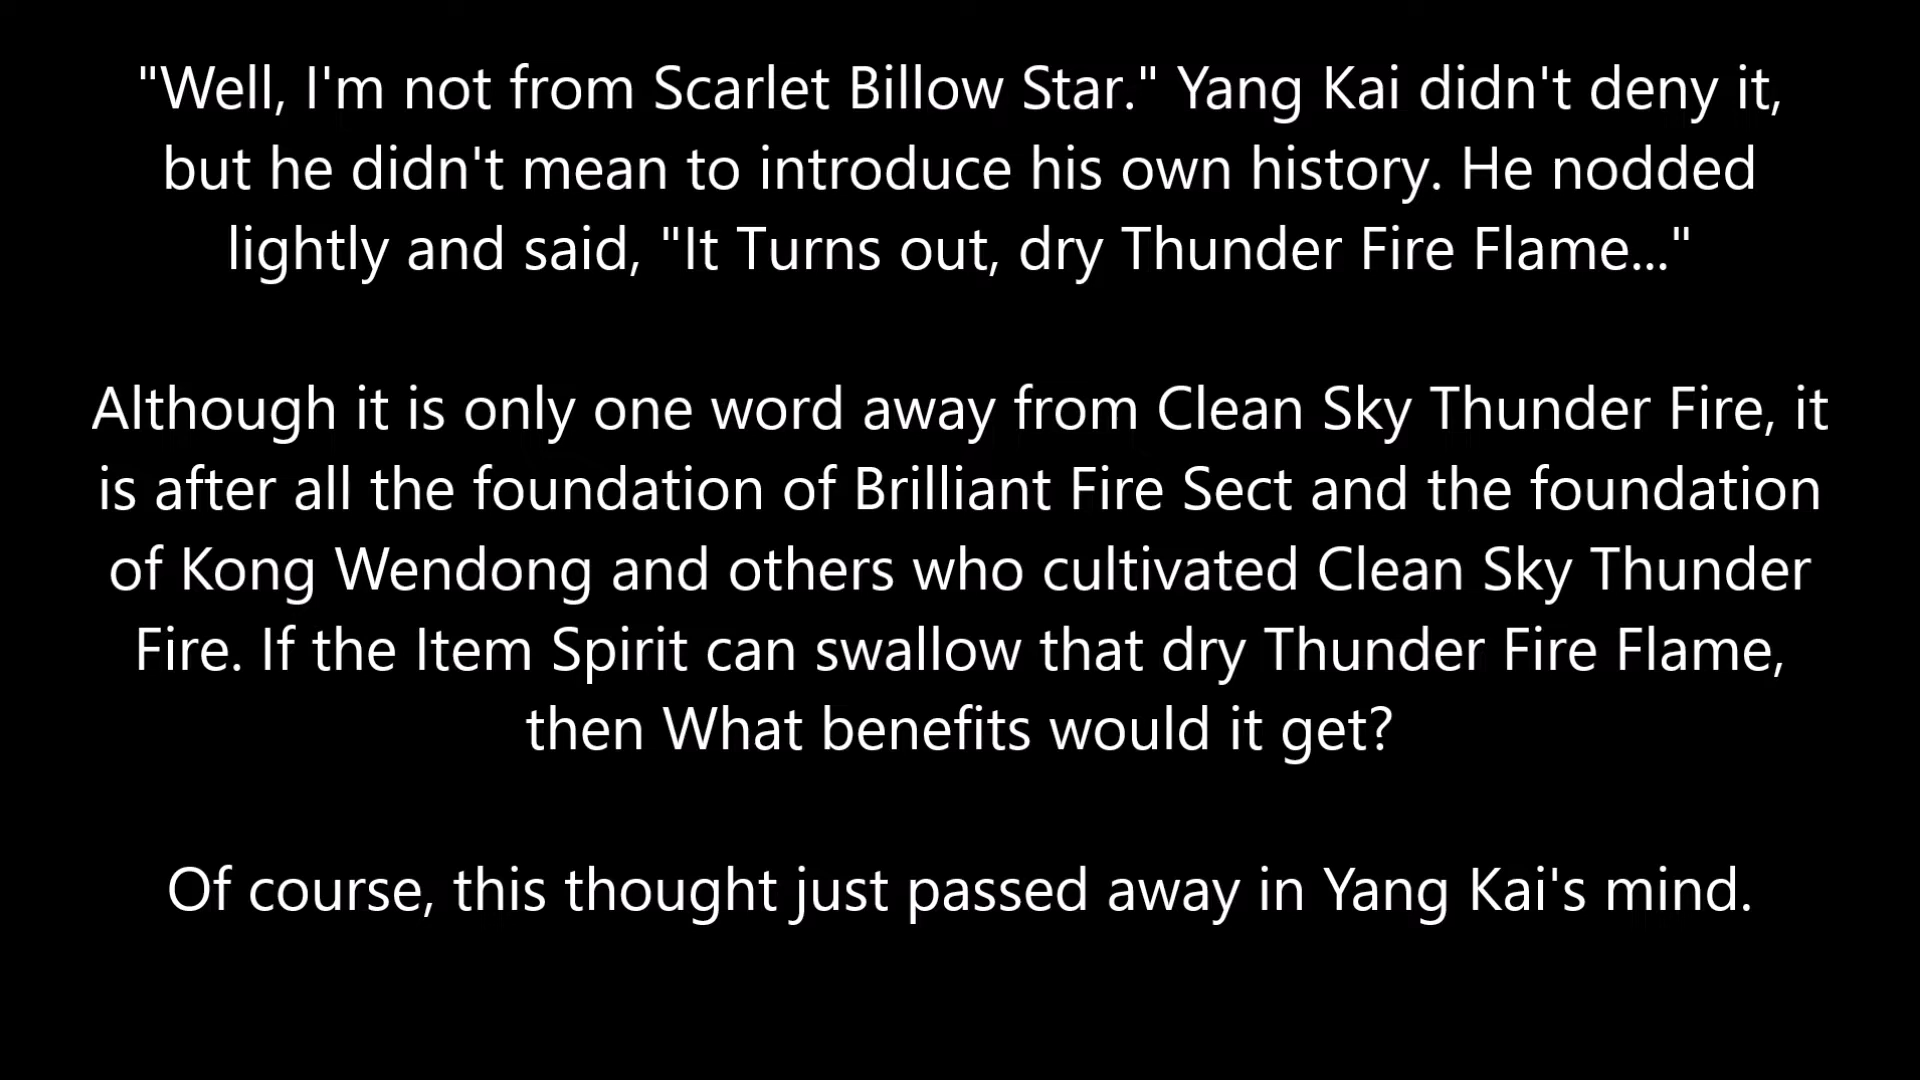 "Well, I'm not from Scarlet Billow Star." Yang Kai didn't deny it,
but he didn't mean to introduce his own history. He nodded
lightly and said, "It Turns out, dry Thunder Fire Flame..."
Although it is only one word away from Clean Sky Thunder Fire, it
is after all the foundation of Brilliant Fire Sect and the foundation
of Kong Wendong and others who cultivated Clean Sky Thunder
Fire. If the Item Spirit can swallow that dry Thunder Fire Flame,
then What benefits would it get?
Of course, this thought just passed away in Yang Kai's mind.